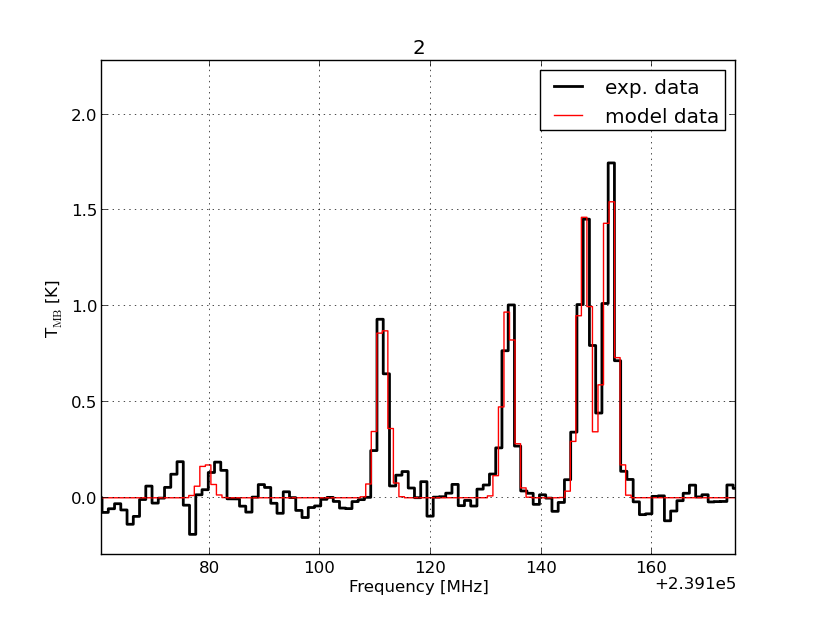 2
exp. data
model data
2.0
1.5
1.0
0.5
0.0
T_MB [K]
80 100 120 140 160
Frequency [MHz]
+2.391e5